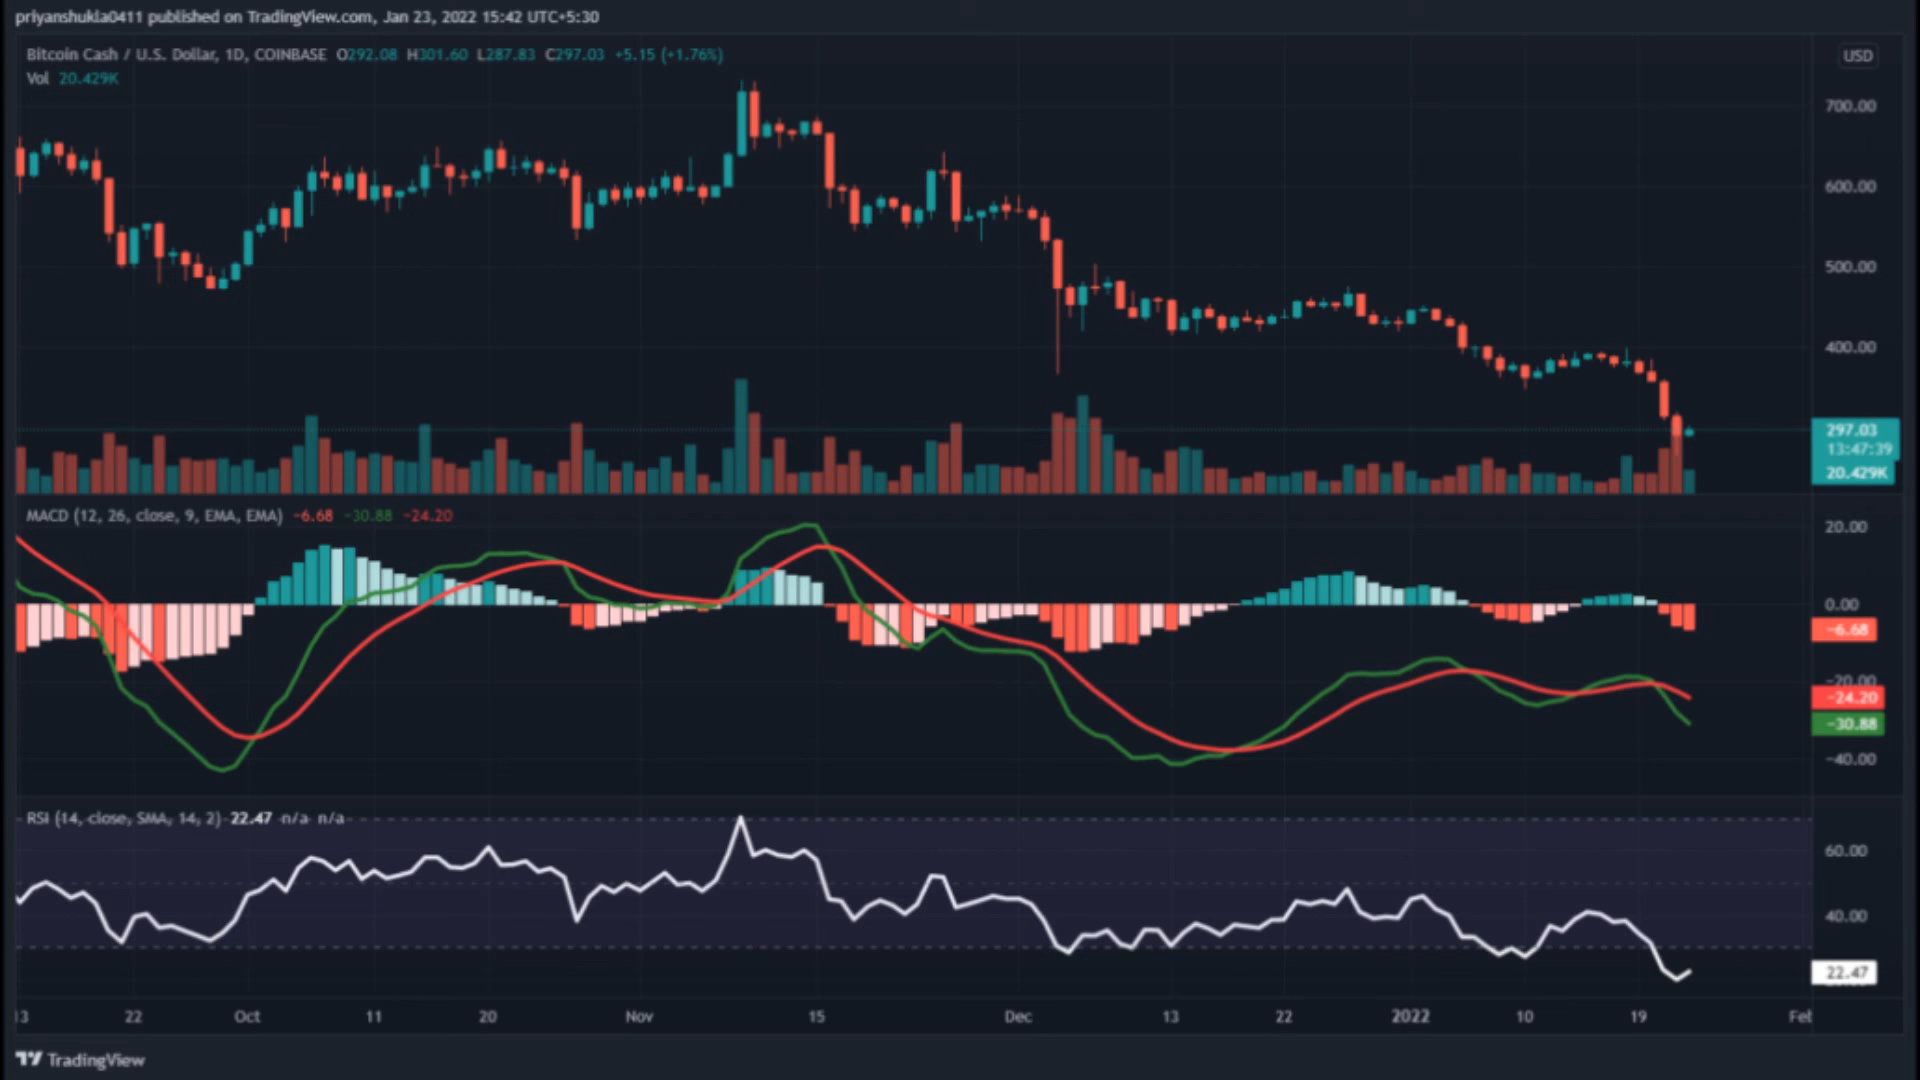 priyanshukla0411 published on TradingView.com, Jan 23, 2022 15:42 UTC+5:30
Bitcoin Cash / U.S. Dollar, 1D, COINBASE O292.08 H301.60 L287.83 C297.03 +5.15 (+1.76%)
USD
Vol 20.429K
700.00
600.00
500.00
400.00
297.03
13:47:39
20.429K
MACD (12, 26, close, 9, EMA, EMA) −6.68 −30.88 −24.20
20.00
0.00
−6.68
−20.00
−24.20
−30.88
−40.00
RSI (14, close, SMA, 14, 2) 22.47 n/a n/a
60.00
40.00
22.47
13 22 Oct 11 20 Nov 15 Dec 13 22 2022 10 19 Fel
TradingView